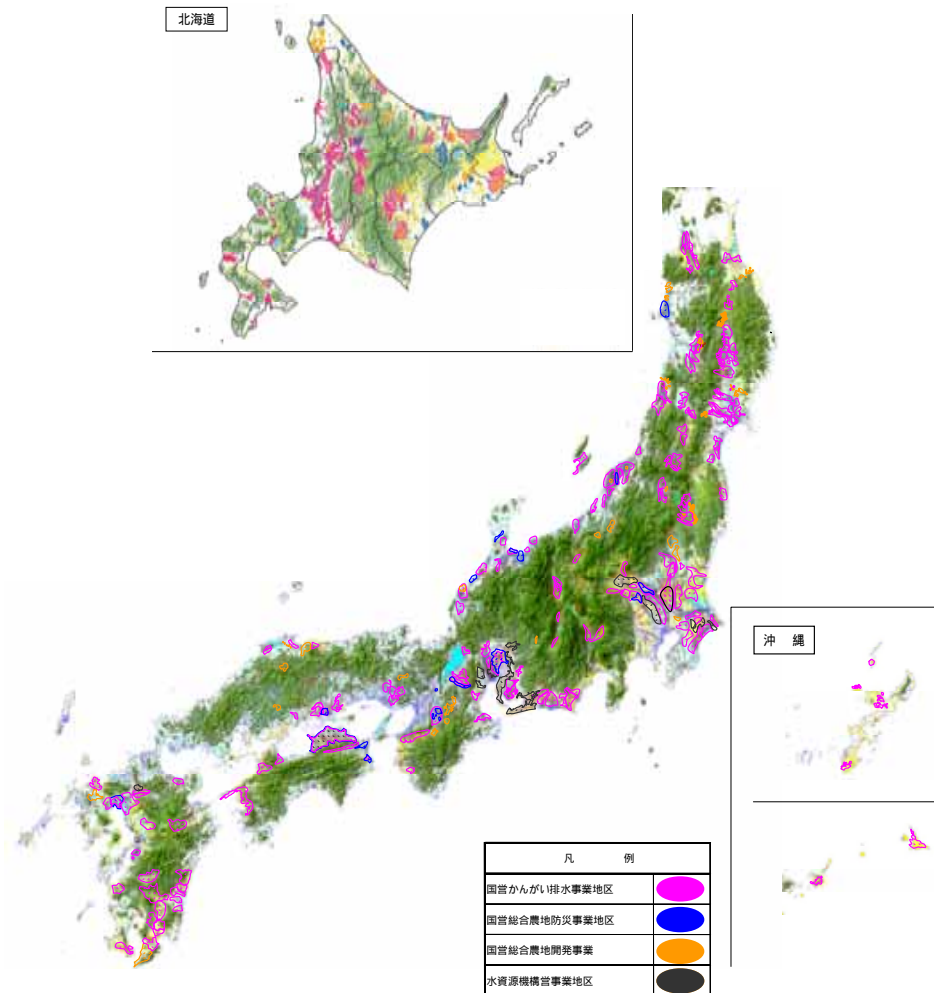 北海道
沖 縄
凡 例
国営かんがい排水事業地区
国営総合農地防災事業地区
国営総合農地開発事業
水資源機構営事業地区